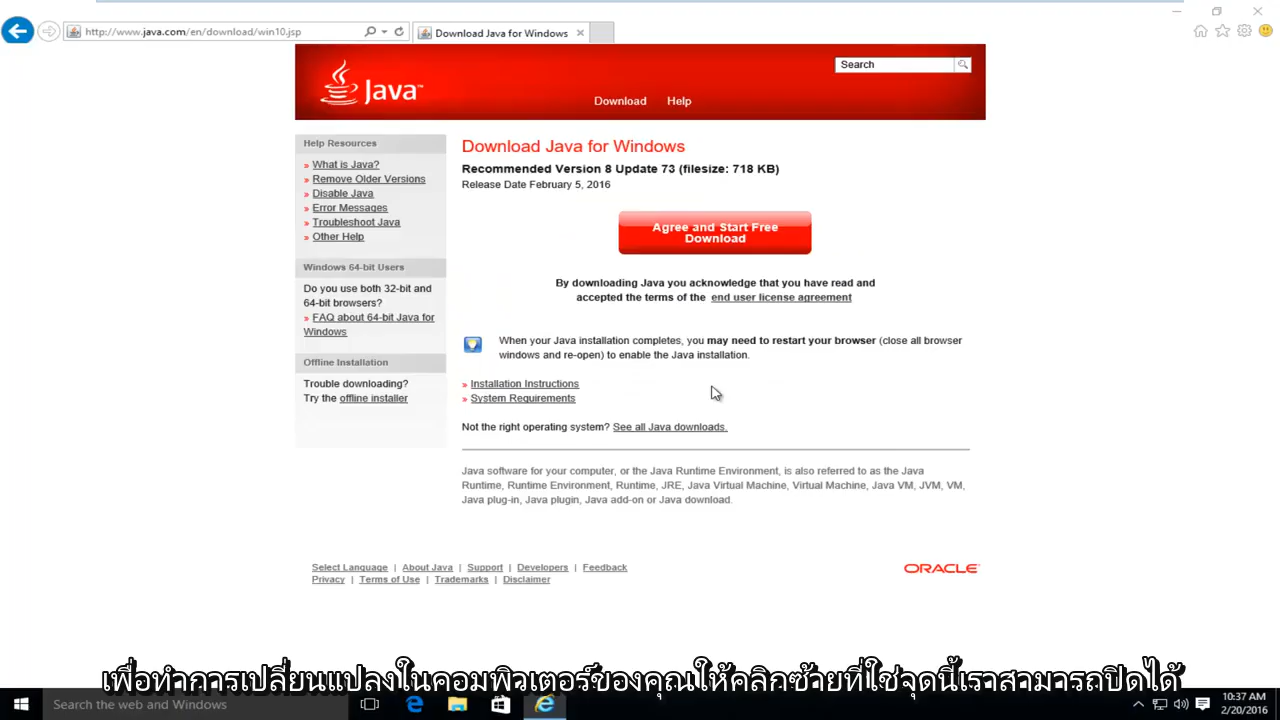 http://www.java.com/en/download/win10.jsp
Download Java for Windows
Java™
Search
Download Help
Help Resources
» What is Java?
» Remove Older Versions
» Disable Java
» Error Messages
» Troubleshoot Java
» Other Help
Windows 64-bit Users
Do you use both 32-bit and
64-bit browsers?
» FAQ about 64-bit Java for
Windows
Offline Installation
Trouble downloading?
Try the offline installer
Download Java for Windows
Recommended Version 8 Update 73 (filesize: 718 KB)
Release Date February 5, 2016
Agree and Start Free
Download
By downloading Java you acknowledge that you have read and
accepted the terms of the end user license agreement
When your Java installation completes, you may need to restart your browser (close all browser
windows and re-open) to enable the Java installation.
» Installation Instructions
» System Requirements
Not the right operating system? See all Java downloads.
Java software for your computer, or the Java Runtime Environment, is also referred to as the Java
Runtime, Runtime Environment, Runtime, JRE, Java Virtual Machine, Virtual Machine, Java VM, JVM, VM,
Java plug-in, Java plugin, Java add-on or Java download.
Select Language | About Java | Support | Developers | Feedback
Privacy | Terms of Use | Trademarks | Disclaimer
ORACLE
เพื่อทำการเปลี่ยนแปลงในคอมพิวเตอร์ของคุณให้คลิกซ้ายที่ใช่จุดนี้เราสามารถปิดได้
Search the web and Windows
10:37 AM
2/20/2016